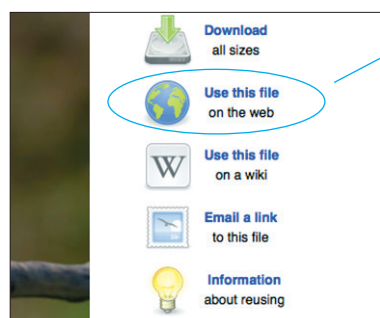 Download
all sizes
Use this file
on the web
W
Use this file
on a wiki
Email a link
to this file
Information
about reusing